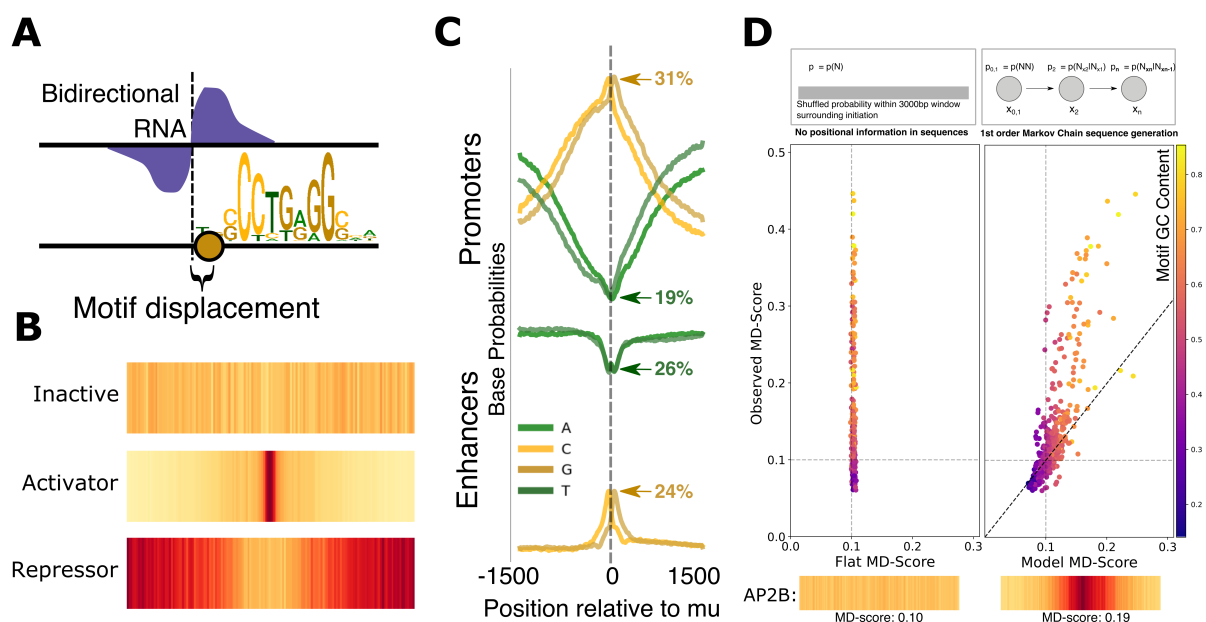 A
Bidirectional
RNA
T
CCCTGAGGC
Motif displacement
B
Inactive
Activator
Repressor
C
Promoters
Enhancers
Base Probabilities
31%
19%
26%
24%
A
C
G
T
-1500
0
1500
Position relative to mu
D
p = p(N)
Shuffled probability within 3000bp window
surrounding initiation
No positional information in sequences
p0,1 = p(NN)
p2 = p(Nx2|Nx1)
pn = p(Nxn|Nxn-1)
x0,1
x2
xn
1st order Markov Chain sequence generation
Observed MD-Score
0.5
0.4
0.3
0.2
0.1
0.0
0.0
0.1
0.2
0.3
Flat MD-Score
0.1
0.2
0.3
Model MD-Score
Motif GC Content
0.8
0.7
0.6
0.5
0.4
0.3
0.2
AP2B:
MD-score: 0.10
MD-score: 0.19